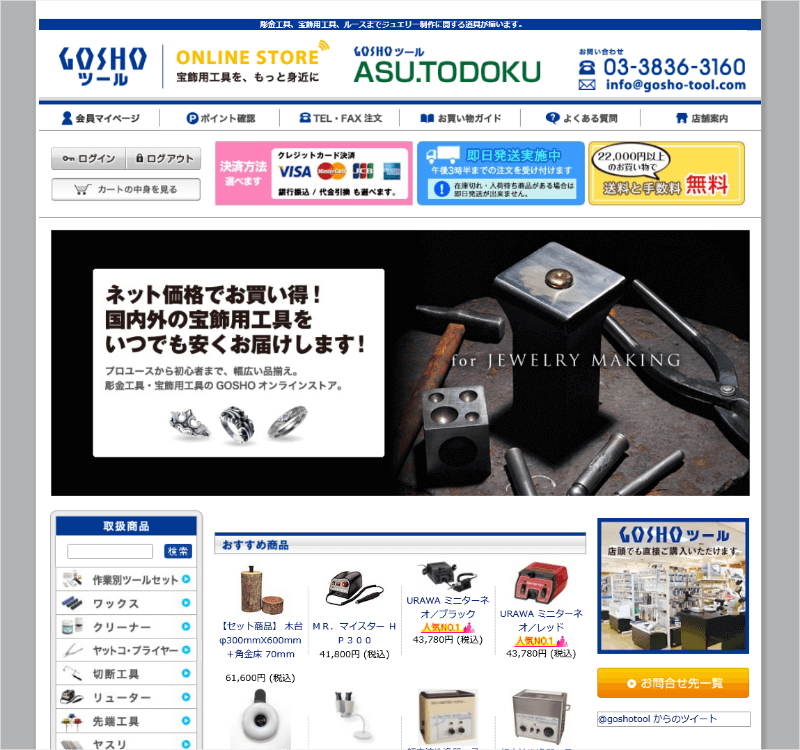 彫金工具、宝飾用工具、ルースまでジュエリー制作に関する道具が揃います。
GOSHO
ツール
ONLINE STORE
宝飾用工具を、もっと身近に
GOSHOツール
ASU.TODOKU
お問い合わせ
03-3836-3160
info@gosho-tool.com
会員マイページ
ポイント確認
TEL・FAX 注文
お買い物ガイド
よくある質問
店舗案内
ログイン
ログアウト
カートの中身を見る
決済方法
選べます
クレジットカード決済
VISA
MasterCard
JCB
銀行振込 / 代金引換 も選べます。
即日発送実施中
午後3時半までの注文を受け付けます
在庫切れ・入荷待ち商品がある場合は
即日発送が出来ません。
22,000円以上
のお買い物で
送料と手数料 無料
ネット価格でお買い得！
国内外の宝飾用工具を
いつでも安くお届けします！
プロユースから初心者まで、幅広い品揃え。
彫金工具・宝飾用工具のGOSHOオンラインストア。
for JEWELRY MAKING
取扱商品
検索
作業別ツールセット
ワックス
クリーナー
ヤットコ・プライヤー
切断工具
リューター
先端工具
ヤスリ
おすすめ商品
【セット商品】 木台
φ300mmX600mm
＋角金床 70mm
61,600円 (税込)
ＭＲ．マイスター Ｈ
Ｐ３００
41,800円 (税込)
URAWA ミニターネ
オ／ブラック
人気NO.1
43,780円 (税込)
URAWA ミニターネ
オ／レッド
人気NO.1
43,780円 (税込)
GOSHOツール
店頭でも直接ご購入いただけます
お問合せ先一覧
@goshotool からのツイート